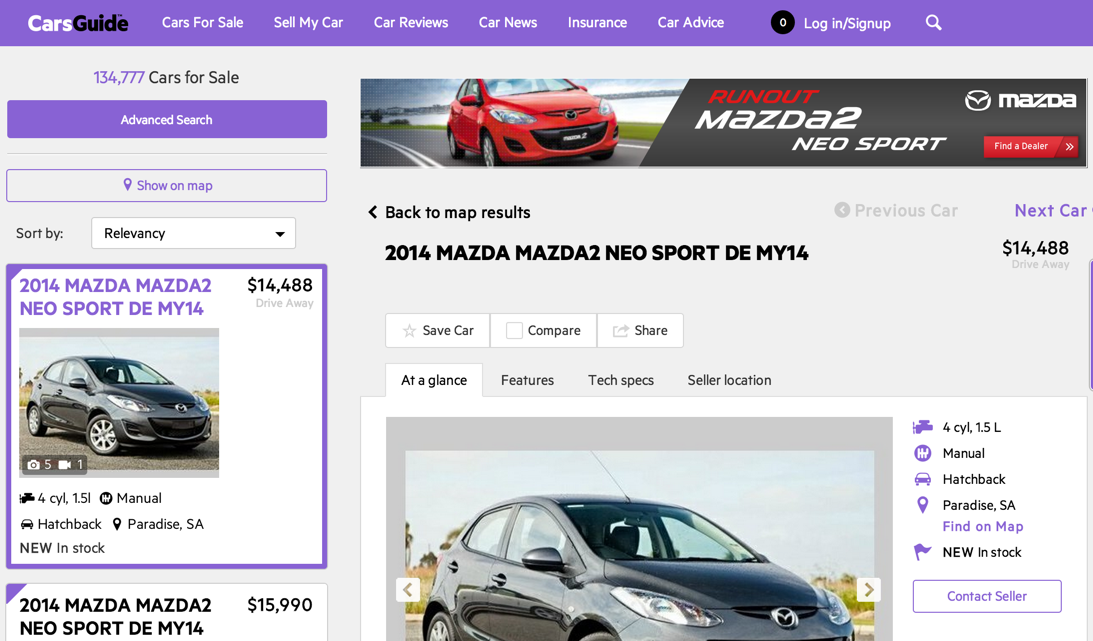 CarsGuide
Cars For Sale
Sell My Car
Car Reviews
Car News
Insurance
Car Advice
0
Log in/Signup
134,777 Cars for Sale
Advanced Search
Show on map
Sort by:
Relevancy
2014 MAZDA MAZDA2
NEO SPORT DE MY14
$14,488
Drive Away
5
1
4 cyl, 1.5l
Manual
Hatchback
Paradise, SA
NEW In stock
2014 MAZDA MAZDA2
NEO SPORT DE MY14
$15,990
RUNOUT
mazda2
NEO SPORT
mazda
Find a Dealer
Back to map results
Previous Car
Next Car
2014 MAZDA MAZDA2 NEO SPORT DE MY14
$14,488
Drive Away
Save Car
Compare
Share
At a glance
Features
Tech specs
Seller location
4 cyl, 1.5 L
Manual
Hatchback
Paradise, SA
Find on Map
NEW In stock
Contact Seller